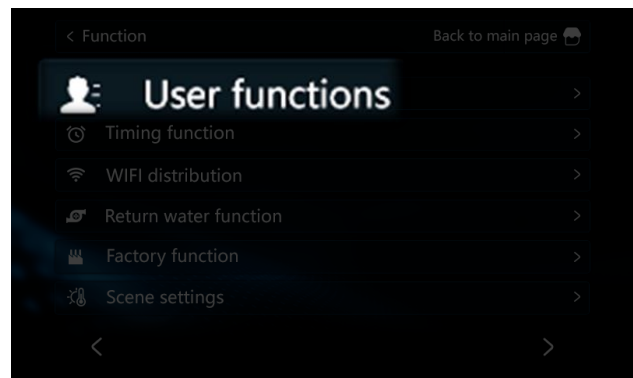 < Function Back to main page
User functions >
Timing function >
WIFI distribution >
Return water function >
Factory function >
Scene settings >
< >